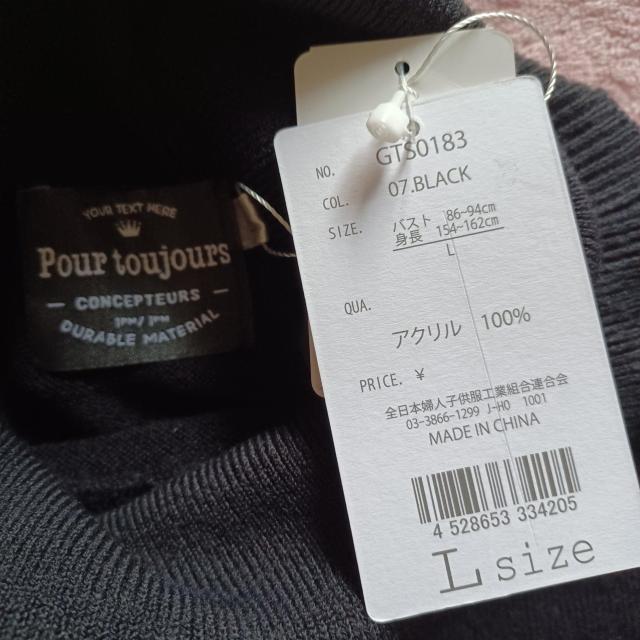 YOUR TEXT HERE
Pour toujours
CONCEPTEURS
DURABLE MATERIAL
NO. GTS0183
COL. 07.BLACK
SIZE. バスト 86-94cm
身長 154-162cm
L
QUA.
アクリル 100%
PRICE. ¥
全日本婦人子供服工業組合連合会
03-3866-1299 J-H0 1001
MADE IN CHINA
4 528653 334205
L size